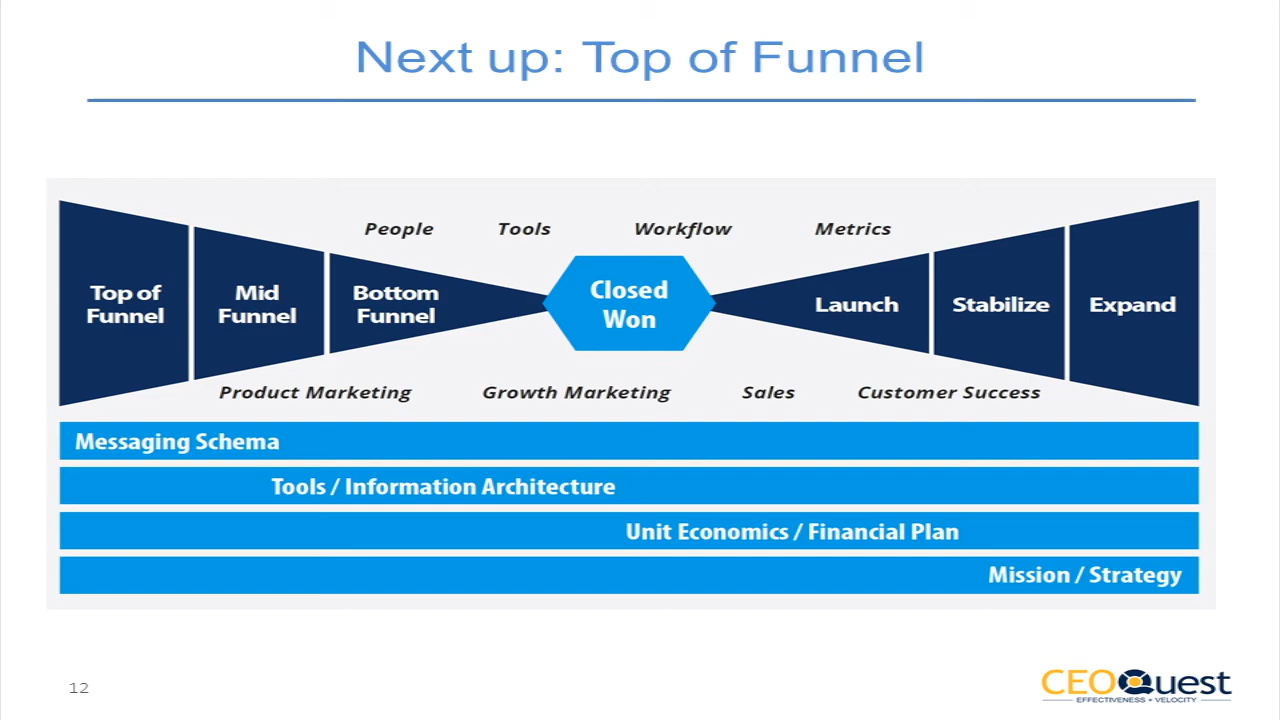 Next up: Top of Funnel
People Tools Workflow Metrics
Top of
Funnel
Mid
Funnel
Bottom
Funnel
Closed
Won
Launch
Stabilize
Expand
Product Marketing Growth Marketing Sales Customer Success
Messaging Schema
Tools / Information Architecture
Unit Economics / Financial Plan
Mission / Strategy
12
CEOQuest
EFFECTIVENESS • VELOCITY